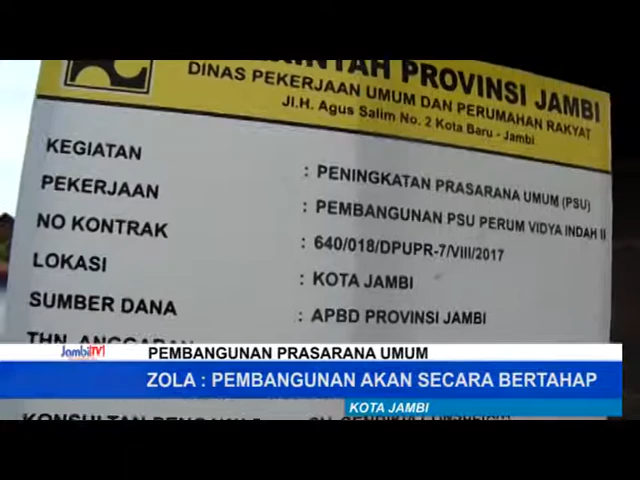 PROVINSI JAMBI
DINAS PEKERJAAN UMUM DAN PERUMAHAN RAKYAT
Jl.H. Agus Salim No. 2 Kota Baru - Jambi
KEGIATAN : PENINGKATAN PRASARANA UMUM (PSU)
PEKERJAAN : PEMBANGUNAN PSU PERUM VIDYA INDAH II
NO KONTRAK : 640/018/DPUPR-7/VIII/2017
LOKASI : KOTA JAMBI
SUMBER DANA : APBD PROVINSI JAMBI
JambiTV PEMBANGUNAN PRASARANA UMUM
ZOLA : PEMBANGUNAN AKAN SECARA BERTAHAP
KOTA JAMBI